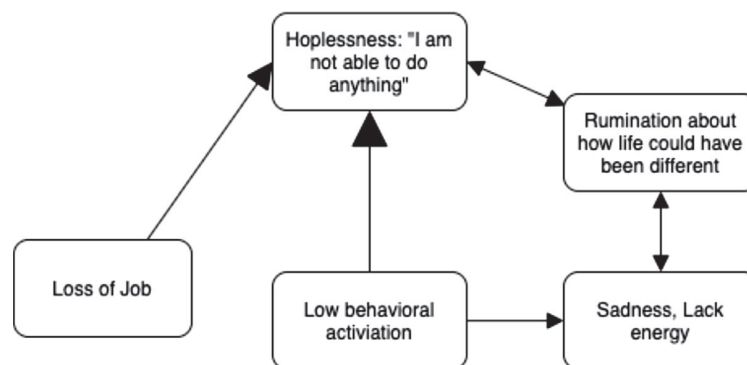 Hoplessness: "I am
not able to do
anything"
Rumination about
how life could have
been different
Loss of Job
Low behavioral
activiation
Sadness, Lack
energy